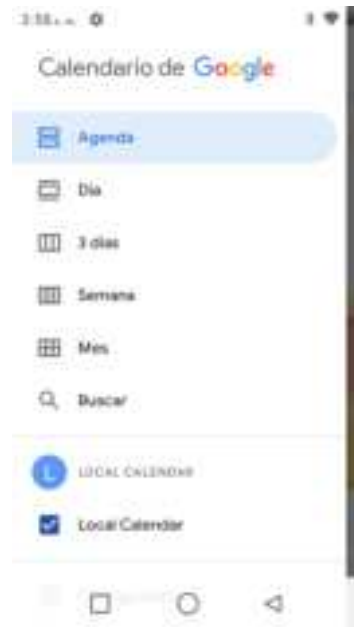 Calendario de Google
Agenda
Día
3 días
Semana
Mes
Buscar
L
LOCAL CALENDAR
Local Calendar